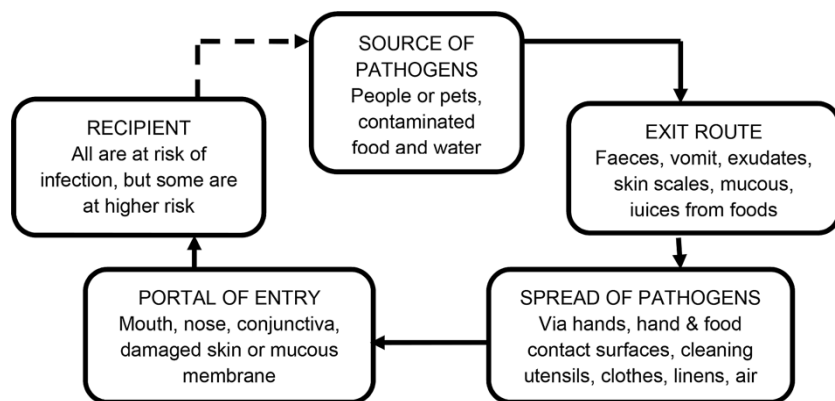 SOURCE OF
PATHOGENS
People or pets,
contaminated
food and water
EXIT ROUTE
Faeces, vomit, exudates,
skin scales, mucous,
iuices from foods
SPREAD OF PATHOGENS
Via hands, hand & food
contact surfaces, cleaning
utensils, clothes, linens, air
PORTAL OF ENTRY
Mouth, nose, conjunctiva,
damaged skin or mucous
membrane
RECIPIENT
All are at risk of
infection, but some are
at higher risk